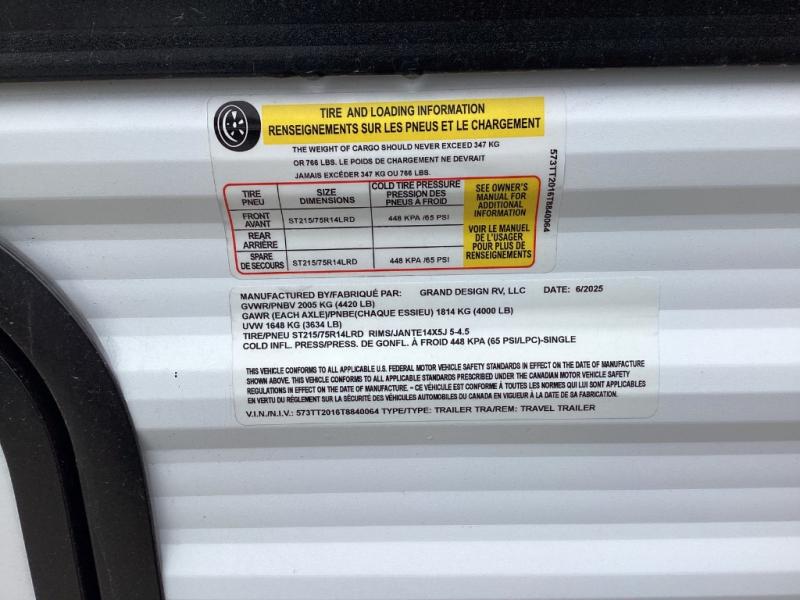 TIRE AND LOADING INFORMATION
RENSEIGNEMENTS SUR LES PNEUS ET LE CHARGEMENT
THE WEIGHT OF CARGO SHOULD NEVER EXCEED 347 KG
OR 766 LBS. LE POIDS DE CHARGEMENT NE DEVRAIT
JAMAIS EXCÉDER 347 KG OU 766 LBS.
TIRE PNEU
SIZE DIMENSIONS
COLD TIRE PRESSURE
PRESSION DES
PNEUS À FROID
FRONT AVANT
ST215/75R14LRD
448 KPA /65 PSI
REAR ARRIÈRE
SPARE DE SECOURS
ST215/75R14LRD
448 KPA /65 PSI
SEE OWNER'S
MANUAL FOR
ADDITIONAL
INFORMATION
VOIR LE MANUEL
DE L'USAGER
POUR PLUS DE
RENSEIGNEMENTS
573TT2016T8840064
MANUFACTURED BY/FABRIQUÉ PAR: GRAND DESIGN RV, LLC DATE: 6/2025
GVWR/PNBV 2005 KG (4420 LB)
GAWR (EACH AXLE)/PNBE(CHAQUE ESSIEU) 1814 KG (4000 LB)
UVW 1648 KG (3634 LB)
TIRE/PNEU ST215/75R14LRD RIMS/JANTE14X5J 5-4.5
COLD INFL. PRESS/PRESS. DE GONFL. À FROID 448 KPA (65 PSI/LPC)-SINGLE
THIS VEHICLE CONFORMS TO ALL APPLICABLE U.S. FEDERAL MOTOR VEHICLE SAFETY STANDARDS IN EFFECT ON THE DATE OF MANUFACTURE
SHOWN ABOVE. THIS VEHICLE CONFORMS TO ALL APPLICABLE STANDARDS PRESCRIBED UNDER THE CANADIAN MOTOR VEHICLE SAFETY
REGULATIONS IN EFFECT ON THE DATE OF MANUFACTURE. - CE VÉHICULE EST CONFORME À TOUTES LES NORMES QUI LUI SONT APPLICABLES
EN VERTU DU RÈGLEMENT SUR LA SÉCURITÉ DES VÉHICULES AUTOMOBILES DU CANADA EN VIGUEUR À LA DATE DE SA FABRICATION.
V.I.N./N.I.V.: 573TT2016T8840064 TYPE/TYPE: TRAILER TRA/REM: TRAVEL TRAILER